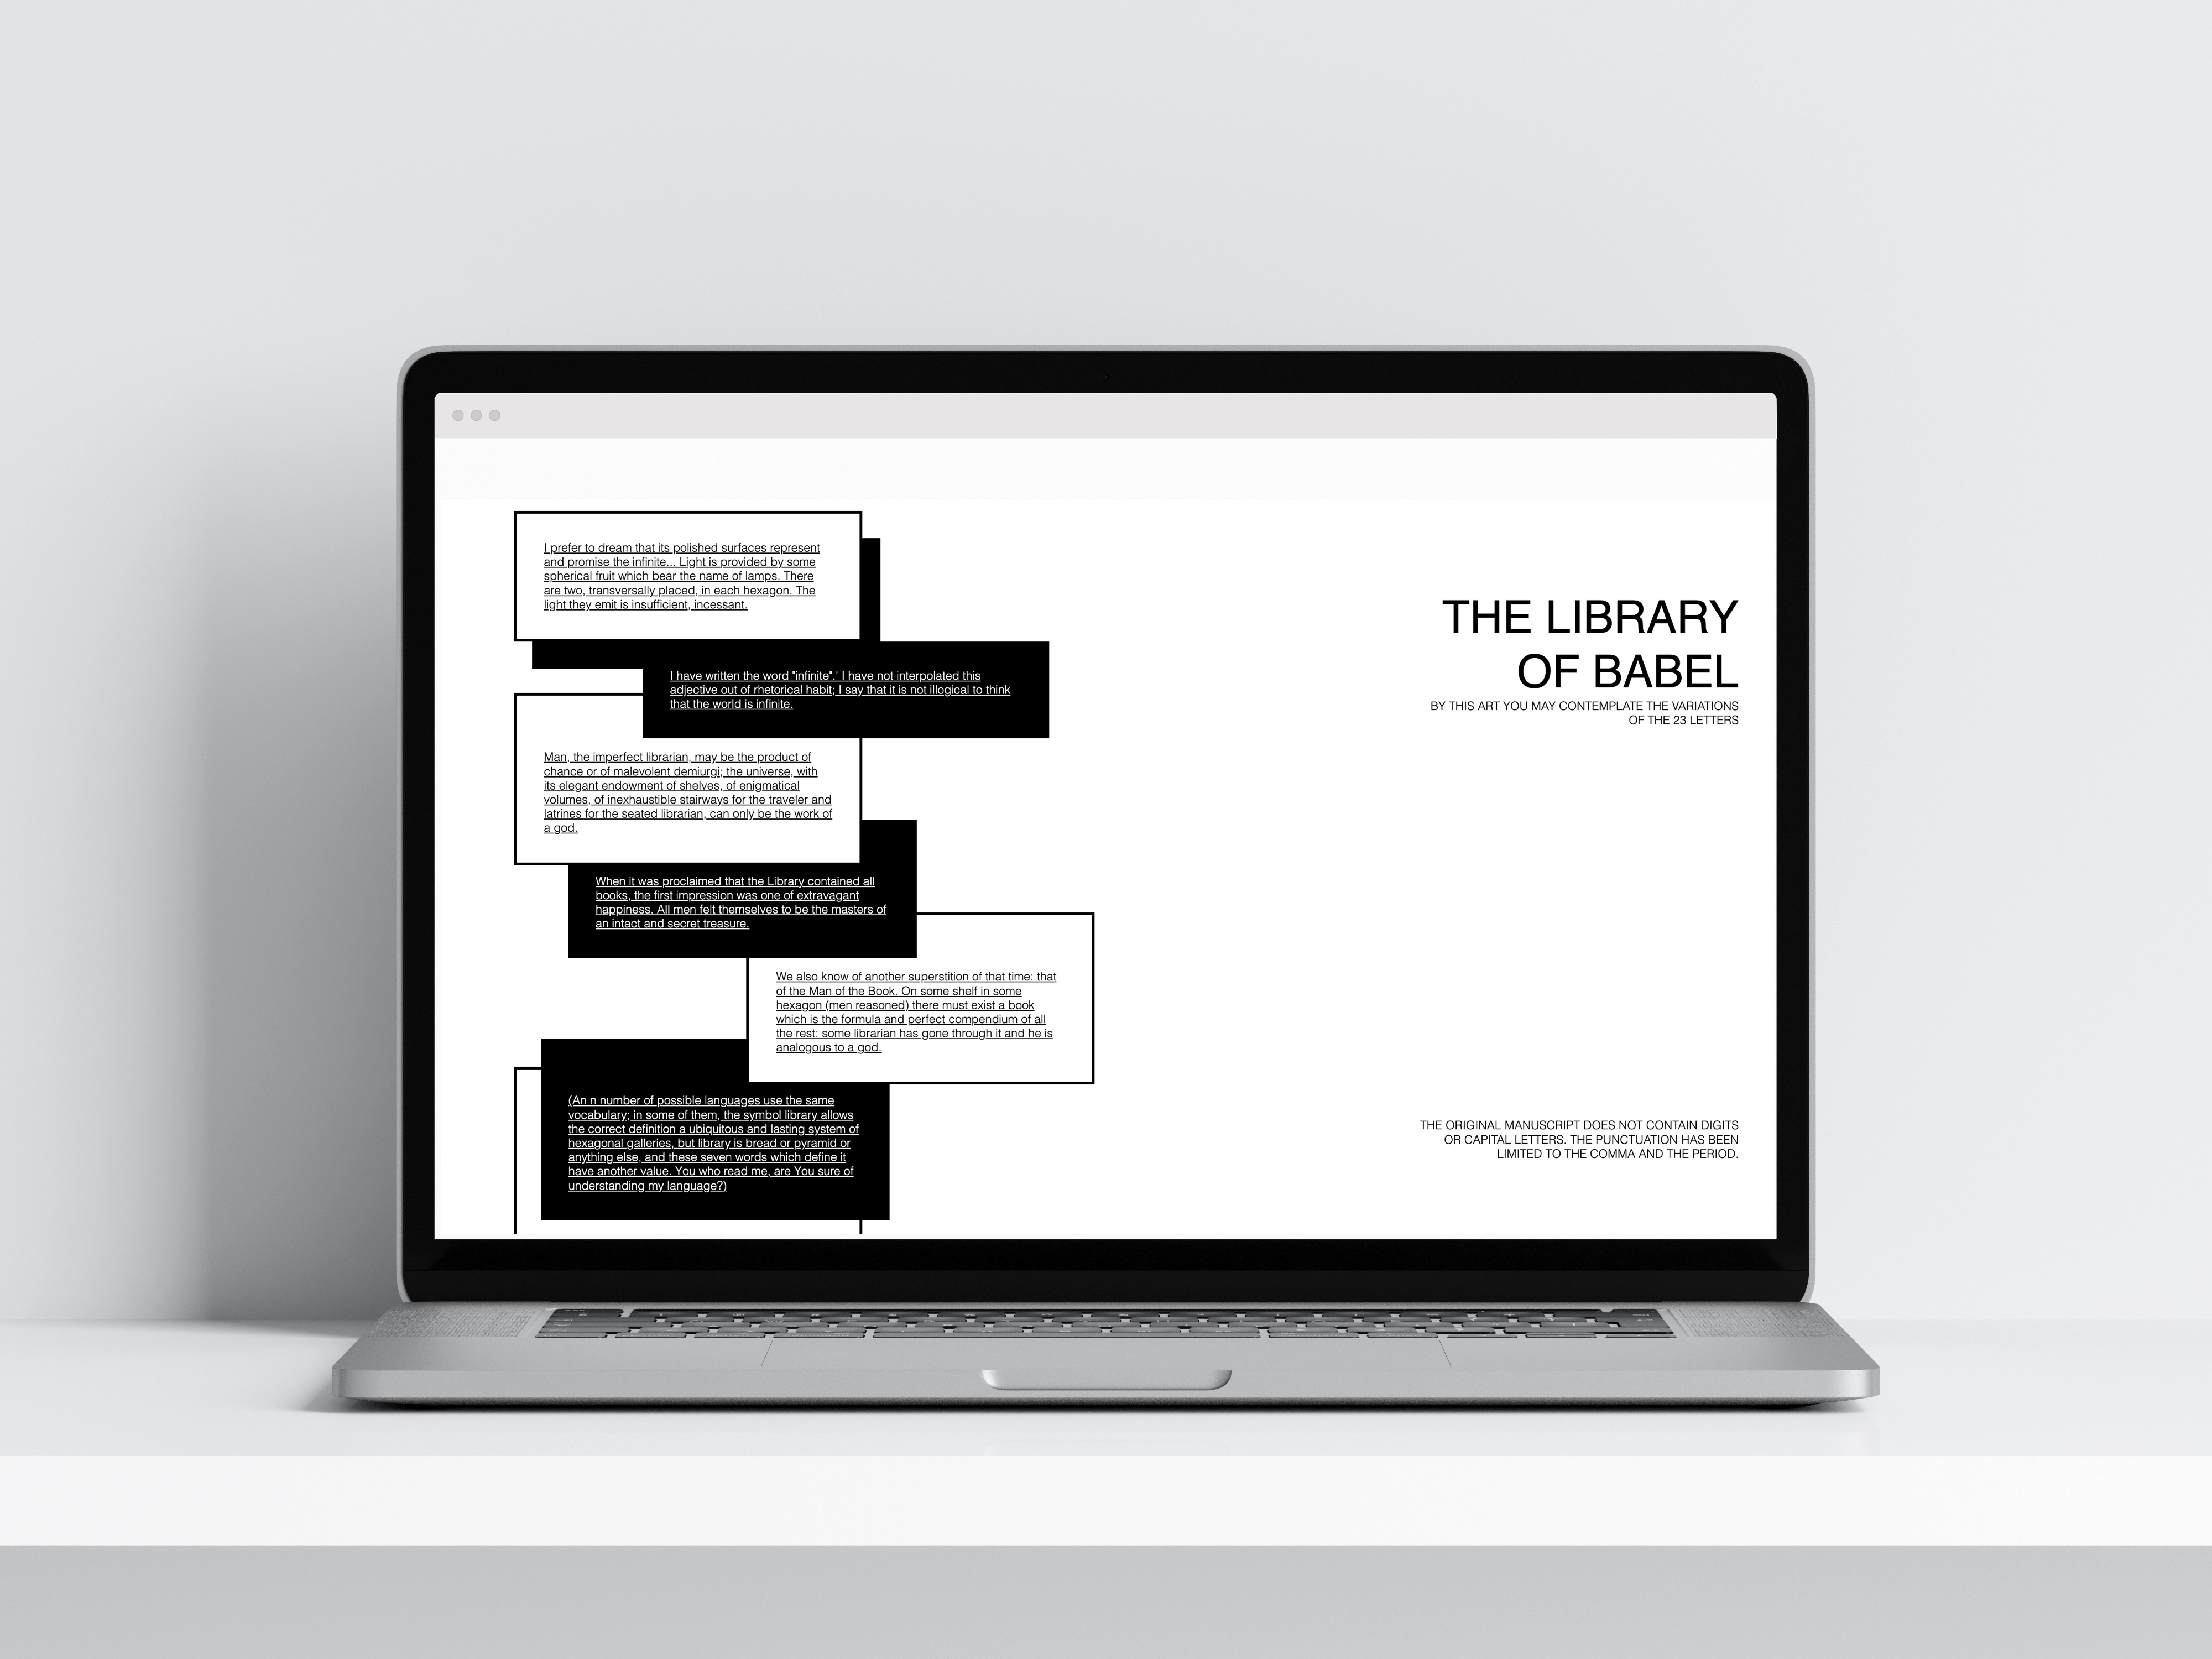 I prefer to dream that its polished surfaces represent
and promise the infinite... Light is provided by some
spherical fruit which bear the name of lamps. There
are two, transversally placed, in each hexagon. The
light they emit is insufficient, incessant.
I have written the word "infinite".' I have not interpolated this
adjective out of rhetorical habit; I say that it is not illogical to think
that the world is infinite.
Man, the imperfect librarian, may be the product of
chance or of malevolent demiurgi; the universe, with
its elegant endowment of shelves, of enigmatical
volumes, of inexhaustible stairways for the traveler and
latrines for the seated librarian, can only be the work of
a god.
When it was proclaimed that the Library contained all
books, the first impression was one of extravagant
happiness. All men felt themselves to be the masters of
an intact and secret treasure.
We also know of another superstition of that time: that
of the Man of the Book. On some shelf in some
hexagon (men reasoned) there must exist a book
which is the formula and perfect compendium of all
the rest: some librarian has gone through it and he is
analogous to a god.
(An n number of possible languages use the same
vocabulary; in some of them, the symbol library allows
the correct definition a ubiquitous and lasting system of
hexagonal galleries, but library is bread or pyramid or
anything else, and these seven words which define it
have another value. You who read me, are You sure of
understanding my language?)
THE LIBRARY
OF BABEL
BY THIS ART YOU MAY CONTEMPLATE THE VARIATIONS
OF THE 23 LETTERS
THE ORIGINAL MANUSCRIPT DOES NOT CONTAIN DIGITS
OR CAPITAL LETTERS. THE PUNCTUATION HAS BEEN
LIMITED TO THE COMMA AND THE PERIOD.